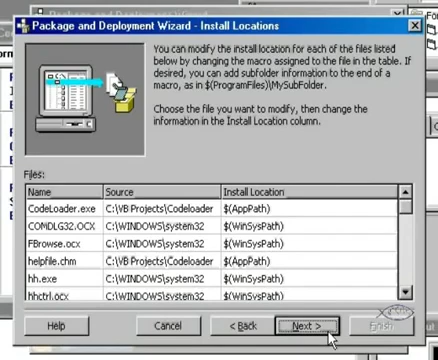 Package and Deployment Wizard - Install Locations
You can modify the install location for each of the files listed
below by changing the macro assigned to the file in the table. If
desired, you can add subfolder information to the end of a
macro, as in $(ProgramFiles)\MySubFolder.
Choose the file you want to modify, then change the
information in the Install Location column.
Files:
Name Source Install Location
CodeLoader.exe C:\VB Projects\Codeloader $(AppPath)
COMDLG32.OCX C:\WINDOWS\system32 $(WinSysPath)
FBrowse.ocx C:\WINDOWS\system32 $(WinSysPath)
helpfile.chm C:\VB Projects\Codeloader $(AppPath)
hh.exe C:\WINDOWS\system32 $(WinSysPath)
hhctrl.ocx C:\WINDOWS\system32 $(WinSysPath)
Help Cancel < Back Next > Finish